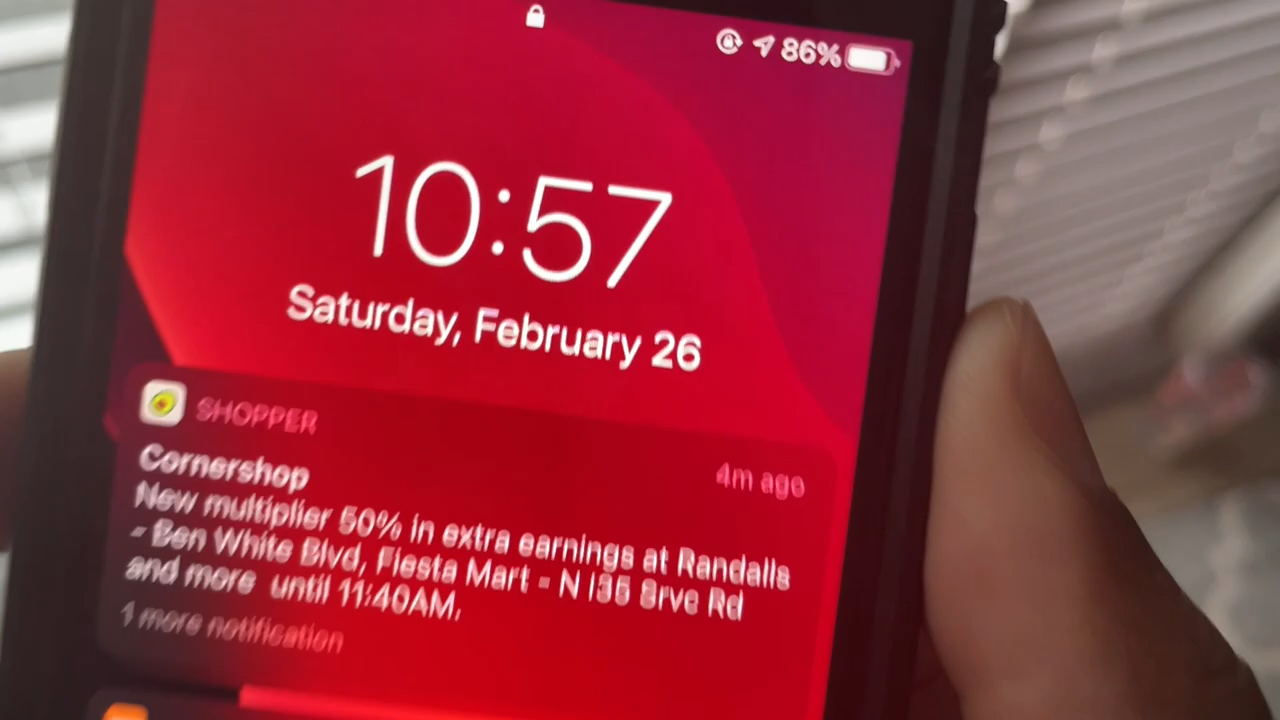 86%
10:57
Saturday, February 26
SHOPPER
Cornershop
4m ago
New multiplier 50% in extra earnings at Randalls
- Ben White Blvd, Fiesta Mart - N I35 Srvc Rd
and more until 11:40AM.
1 more notification